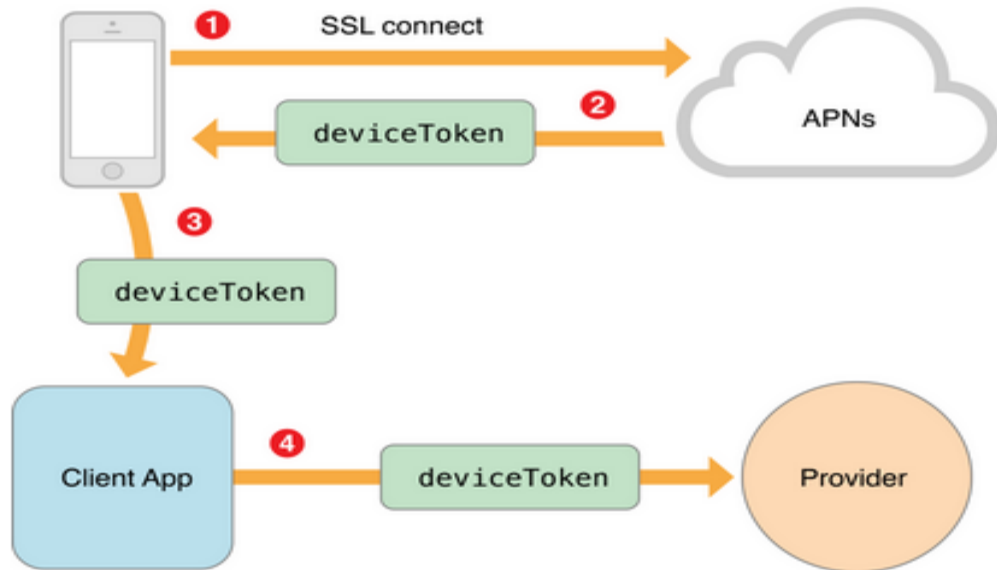 1 SSL connect
2
deviceToken
APNs
3
deviceToken
4
Client App
deviceToken
Provider